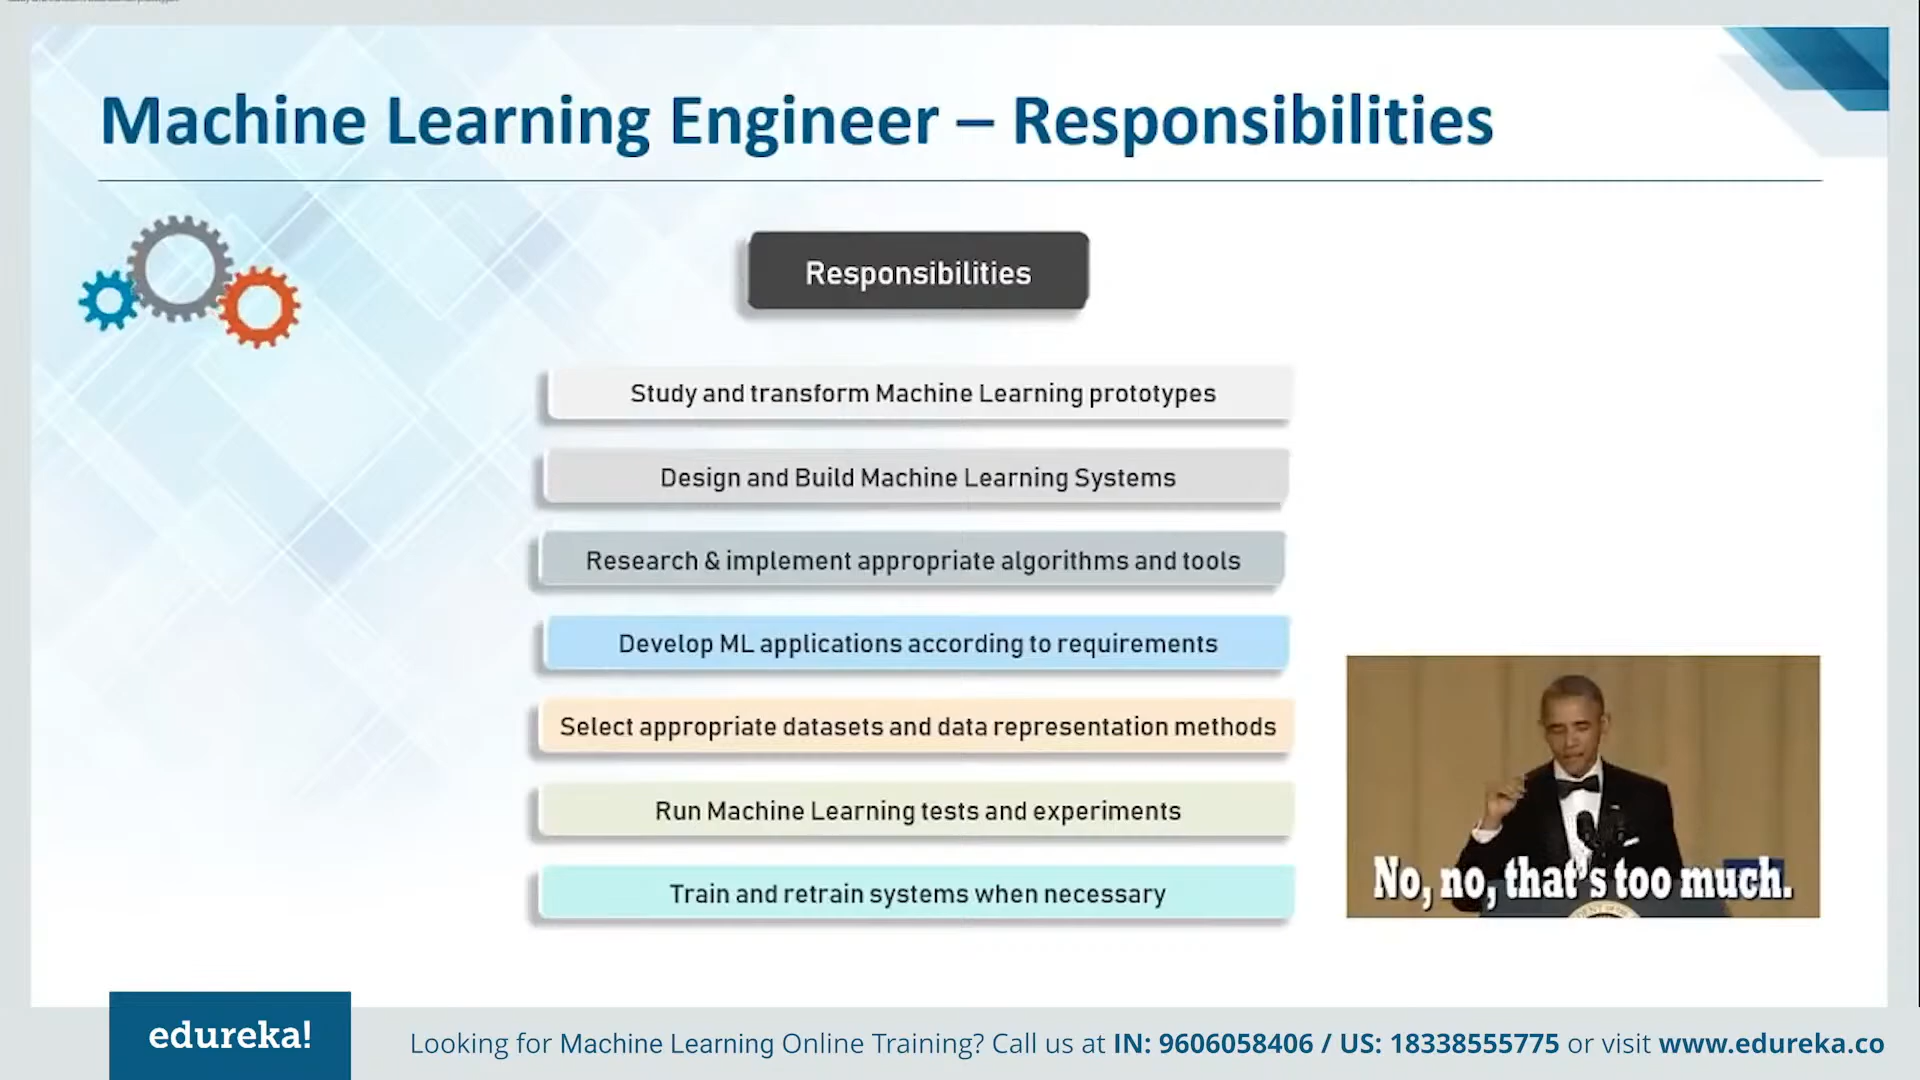 Machine Learning Engineer – Responsibilities
Responsibilities
Study and transform Machine Learning prototypes
Design and Build Machine Learning Systems
Research & implement appropriate algorithms and tools
Develop ML applications according to requirements
Select appropriate datasets and data representation methods
Run Machine Learning tests and experiments
Train and retrain systems when necessary
No, no, that's too much.
edureka!
Looking for Machine Learning Online Training? Call us at IN: 9606058406 / US: 18338555775 or visit www.edureka.co